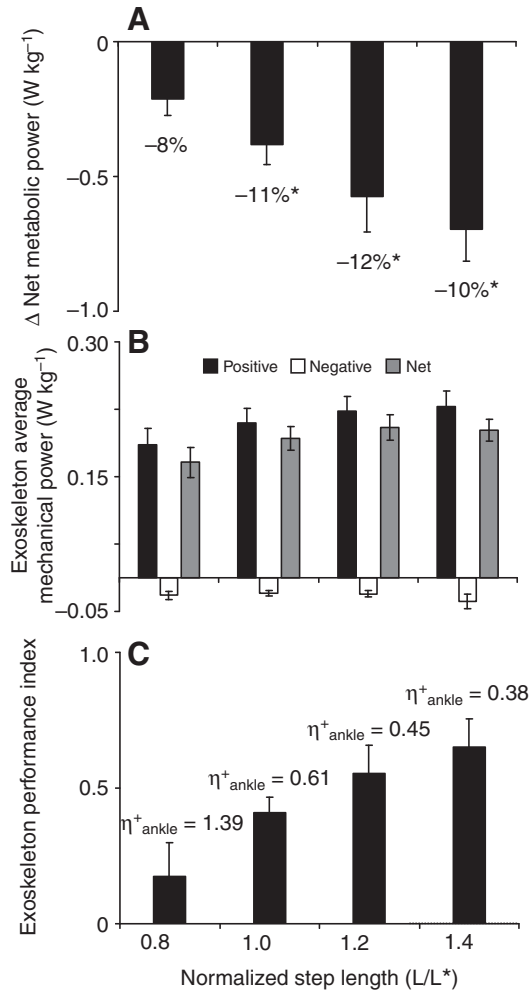 A
Δ Net metabolic power (W kg–1)
0
–0.5
–1.0
–8%
–11%*
–12%*
–10%*
B
Exoskeleton average
mechanical power (W kg–1)
0.30
0.15
–0.05
Positive
Negative
Net
C
Exoskeleton performance index
1.0
0.5
0
η+ankle = 1.39
η+ankle = 0.61
η+ankle = 0.45
η+ankle = 0.38
0.8
1.0
1.2
1.4
Normalized step length (L/L*)